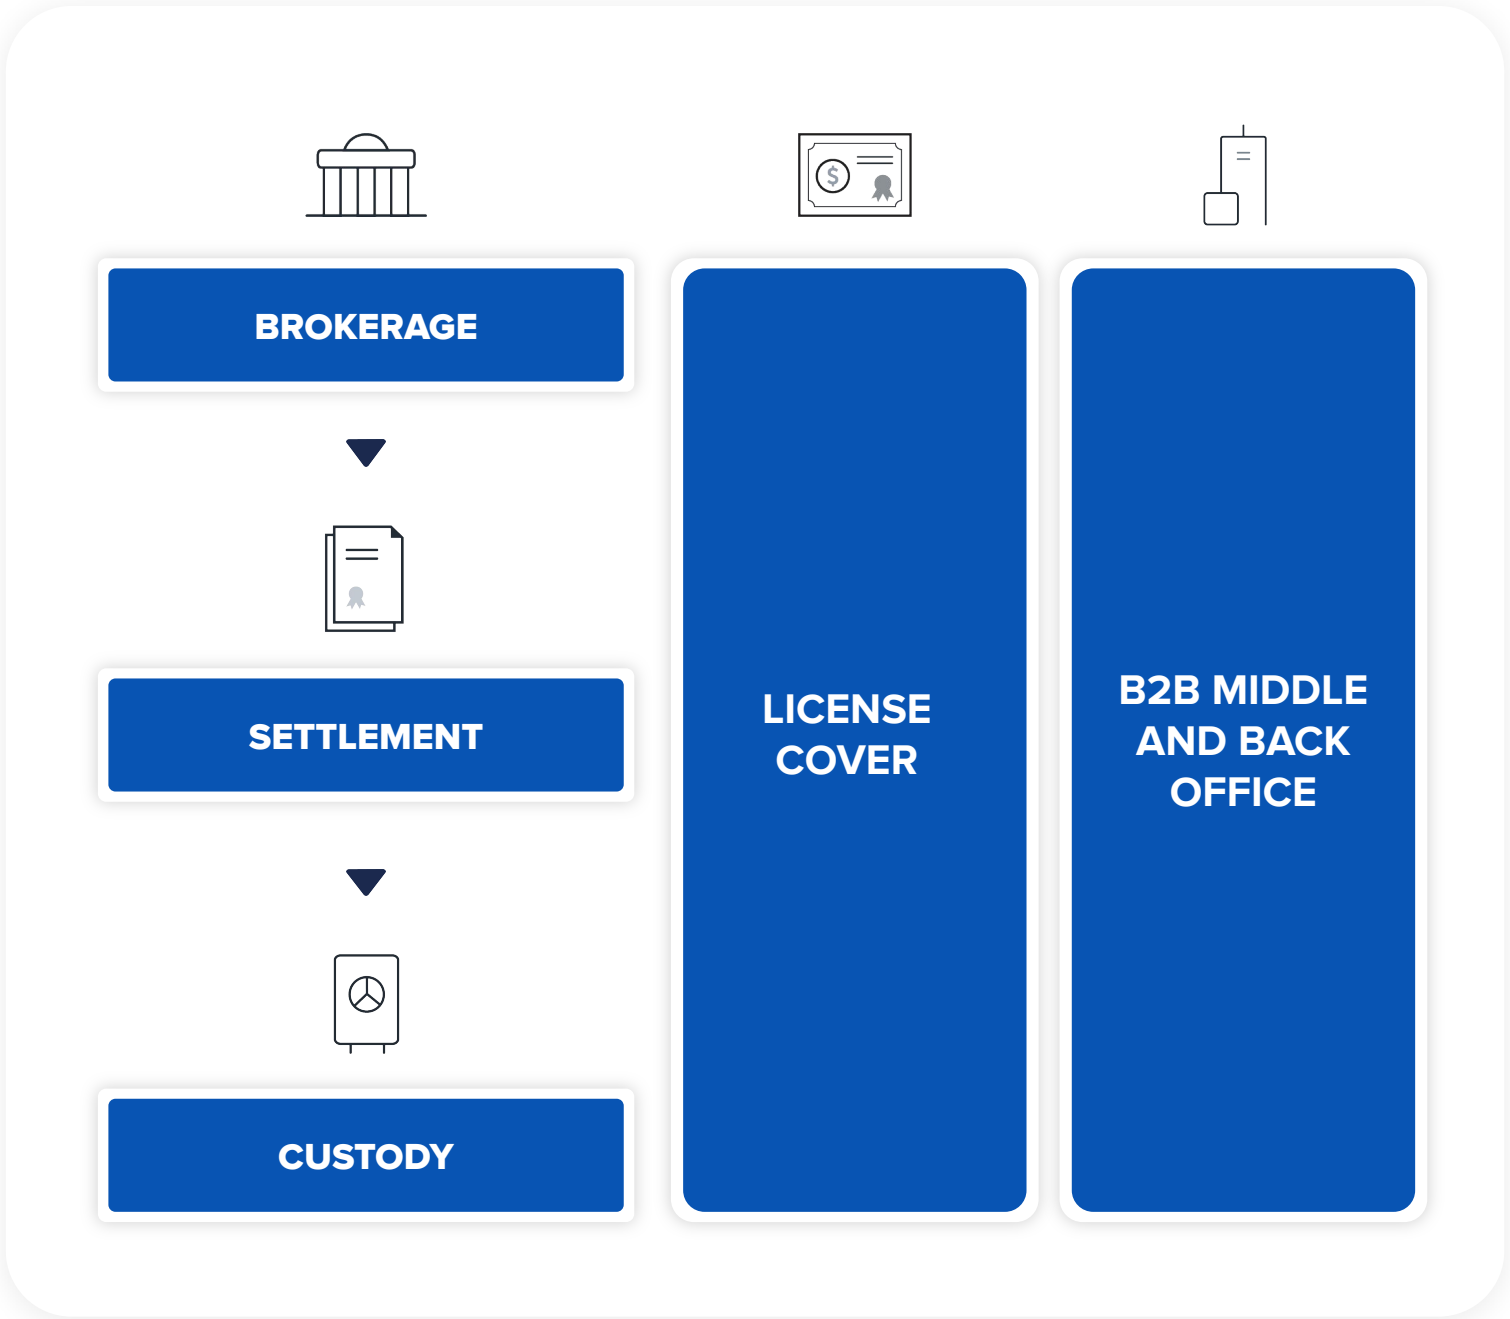 $
BROKERAGE
SETTLEMENT
CUSTODY
LICENSE
COVER
B2B MIDDLE
AND BACK
OFFICE